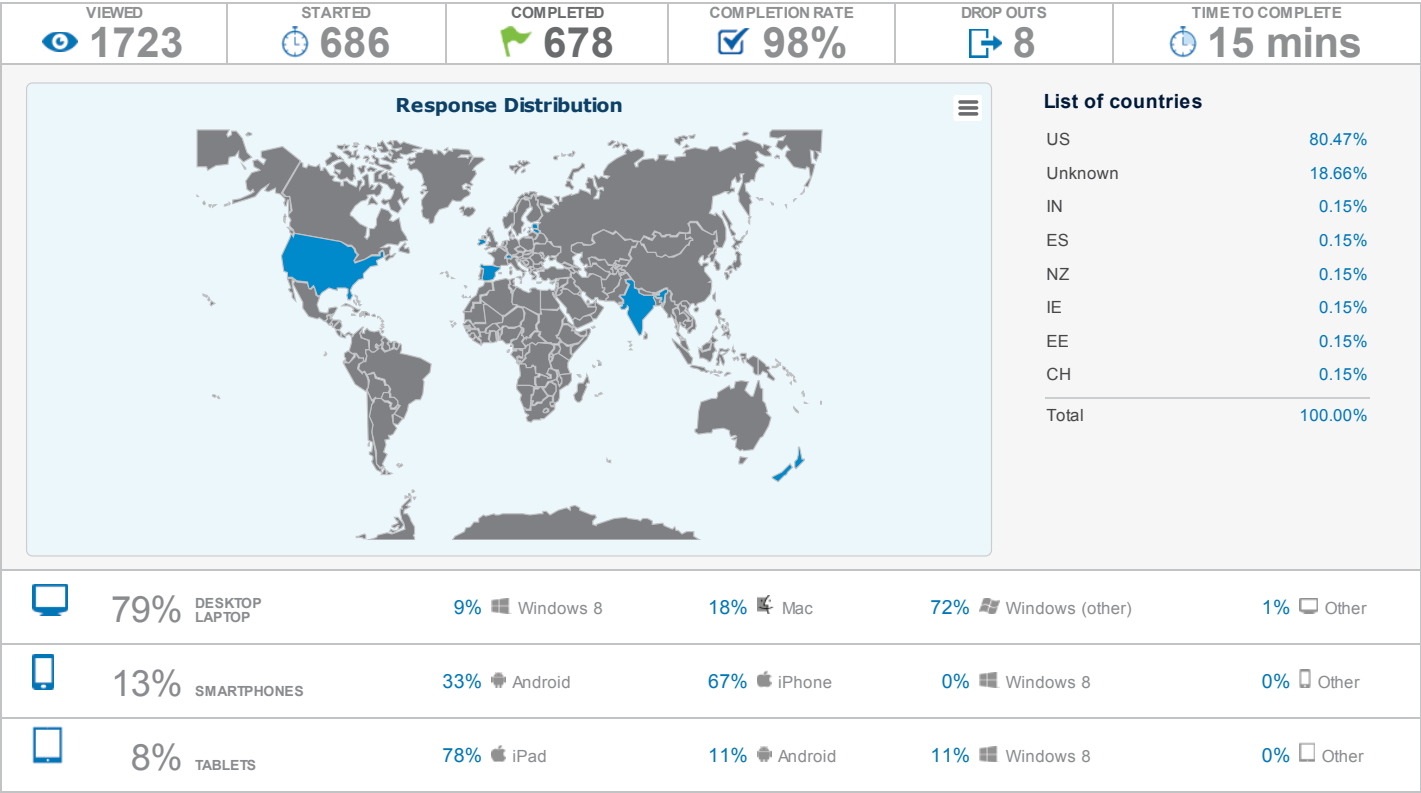 VIEWED STARTED COMPLETED COMPLETION RATE DROP OUTS TIME TO COMPLETE
1723 686 678 98% 8 15 mins
Response Distribution
List of countries
US 80.47%
Unknown 18.66%
IN 0.15%
ES 0.15%
NZ 0.15%
IE 0.15%
EE 0.15%
CH 0.15%
Total 100.00%
79% DESKTOP LAPTOP 9% Windows 8 18% Mac 72% Windows (other) 1% Other
13% SMARTPHONES 33% Android 67% iPhone 0% Windows 8 0% Other
8% TABLETS 78% iPad 11% Android 11% Windows 8 0% Other